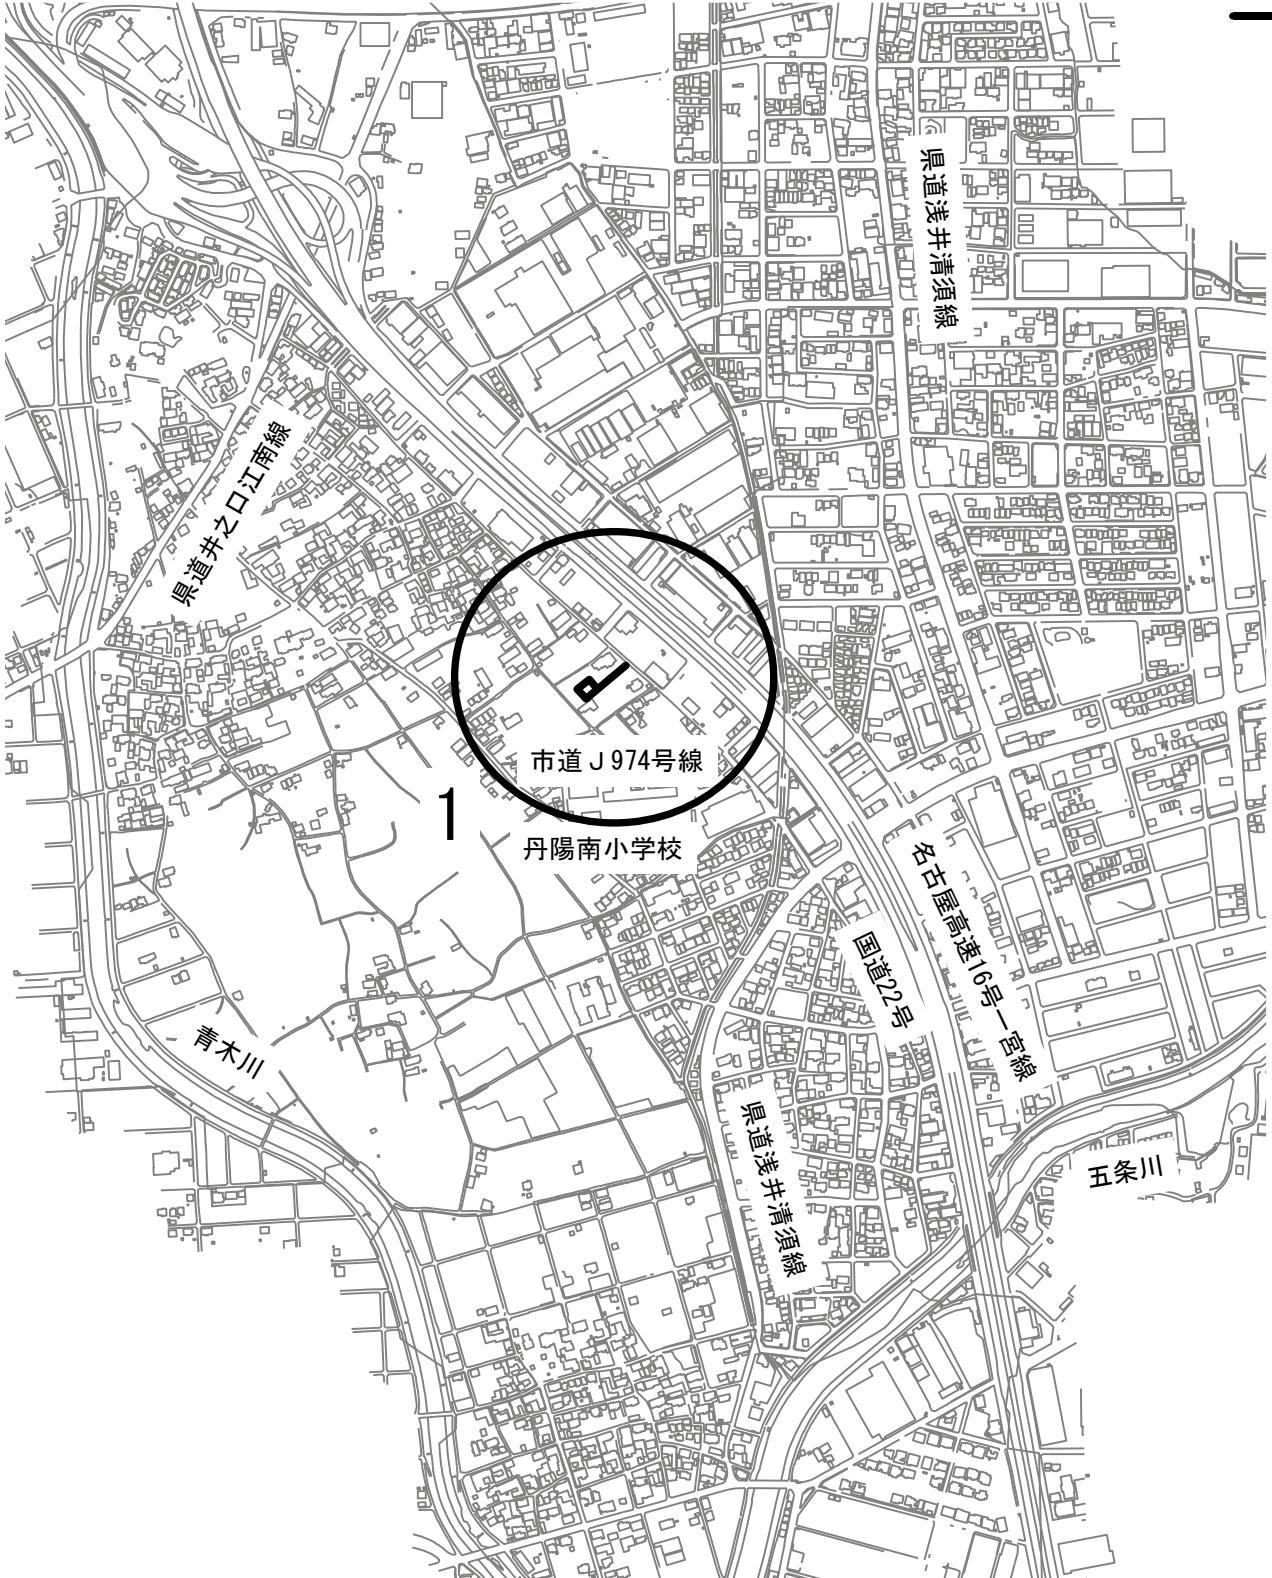 県道浅井清須線
県道井之口江南線
市道J974号線
1
丹陽南小学校
名古屋高速16号一宮線
国道22号
青木川
県道浅井清須線
五条川